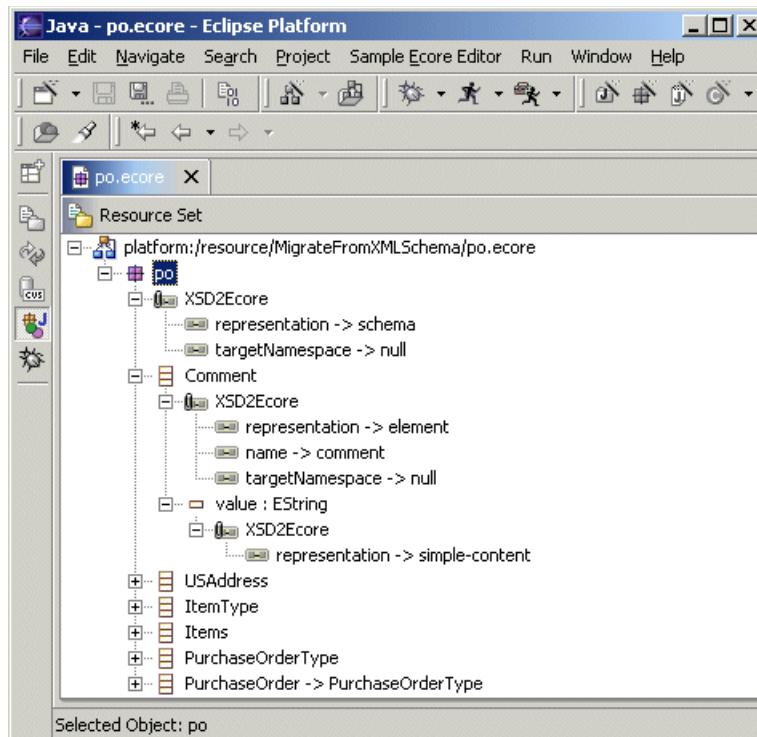 Java - po.ecore - Eclipse Platform
File Edit Navigate Search Project Sample Ecore Editor Run Window Help
po.ecore
Resource Set
platform:/resource/MigrateFromXMLSchema/po.ecore
po
XSD2Ecore
representation -> schema
targetNamespace -> null
Comment
XSD2Ecore
representation -> element
name -> comment
targetNamespace -> null
value : EString
XSD2Ecore
representation -> simple-content
USAddress
ItemType
Items
PurchaseOrderType
PurchaseOrder -> PurchaseOrderType
Selected Object: po